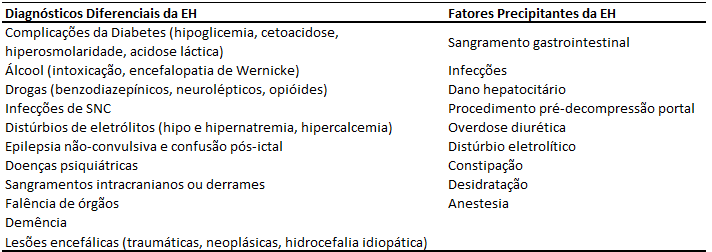 Diagnósticos Diferenciais da EH Fatores Precipitantes da EH
Complicações da Diabetes (hipoglicemia, cetoacidose,
hiperosmolaridade, acidose láctica) Sangramento gastrointestinal
Álcool (intoxicação, encefalopatia de Wernicke) Infecções
Drogas (benzodiazepínicos, neurolépticos, opióides) Dano hepatocitário
Infecções de SNC Procedimento pré-decompressão portal
Distúrbios de eletrólitos (hipo e hipernatremia, hipercalcemia) Overdose diurética
Epilepsia não-convulsiva e confusão pós-ictal Distúrbio eletrolítico
Doenças psiquiátricas Constipação
Sangramentos intracranianos ou derrames Desidratação
Falência de órgãos Anestesia
Demência
Lesões encefálicas (traumáticas, neoplásicas, hidrocefalia idiopática)